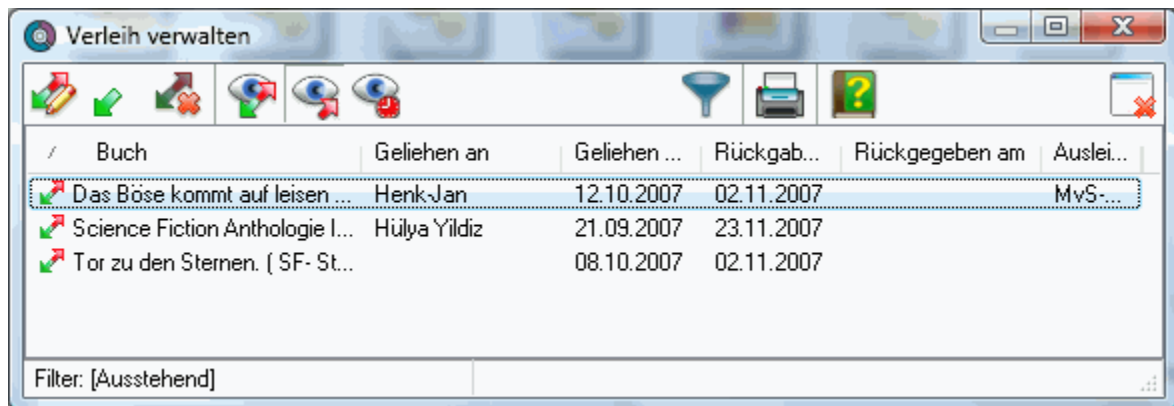 Verleih verwalten
/ Buch Geliehen an Geliehen ... Rückgab... Rückgegeben am Auslei...
Das Böse kommt auf leisen ... Henk-Jan 12.10.2007 02.11.2007 MvS-...
Science Fiction Anthologie I... Hülya Yildiz 21.09.2007 23.11.2007
Tor zu den Sternen. ( SF- St... 08.10.2007 02.11.2007
Filter: [Ausstehend]